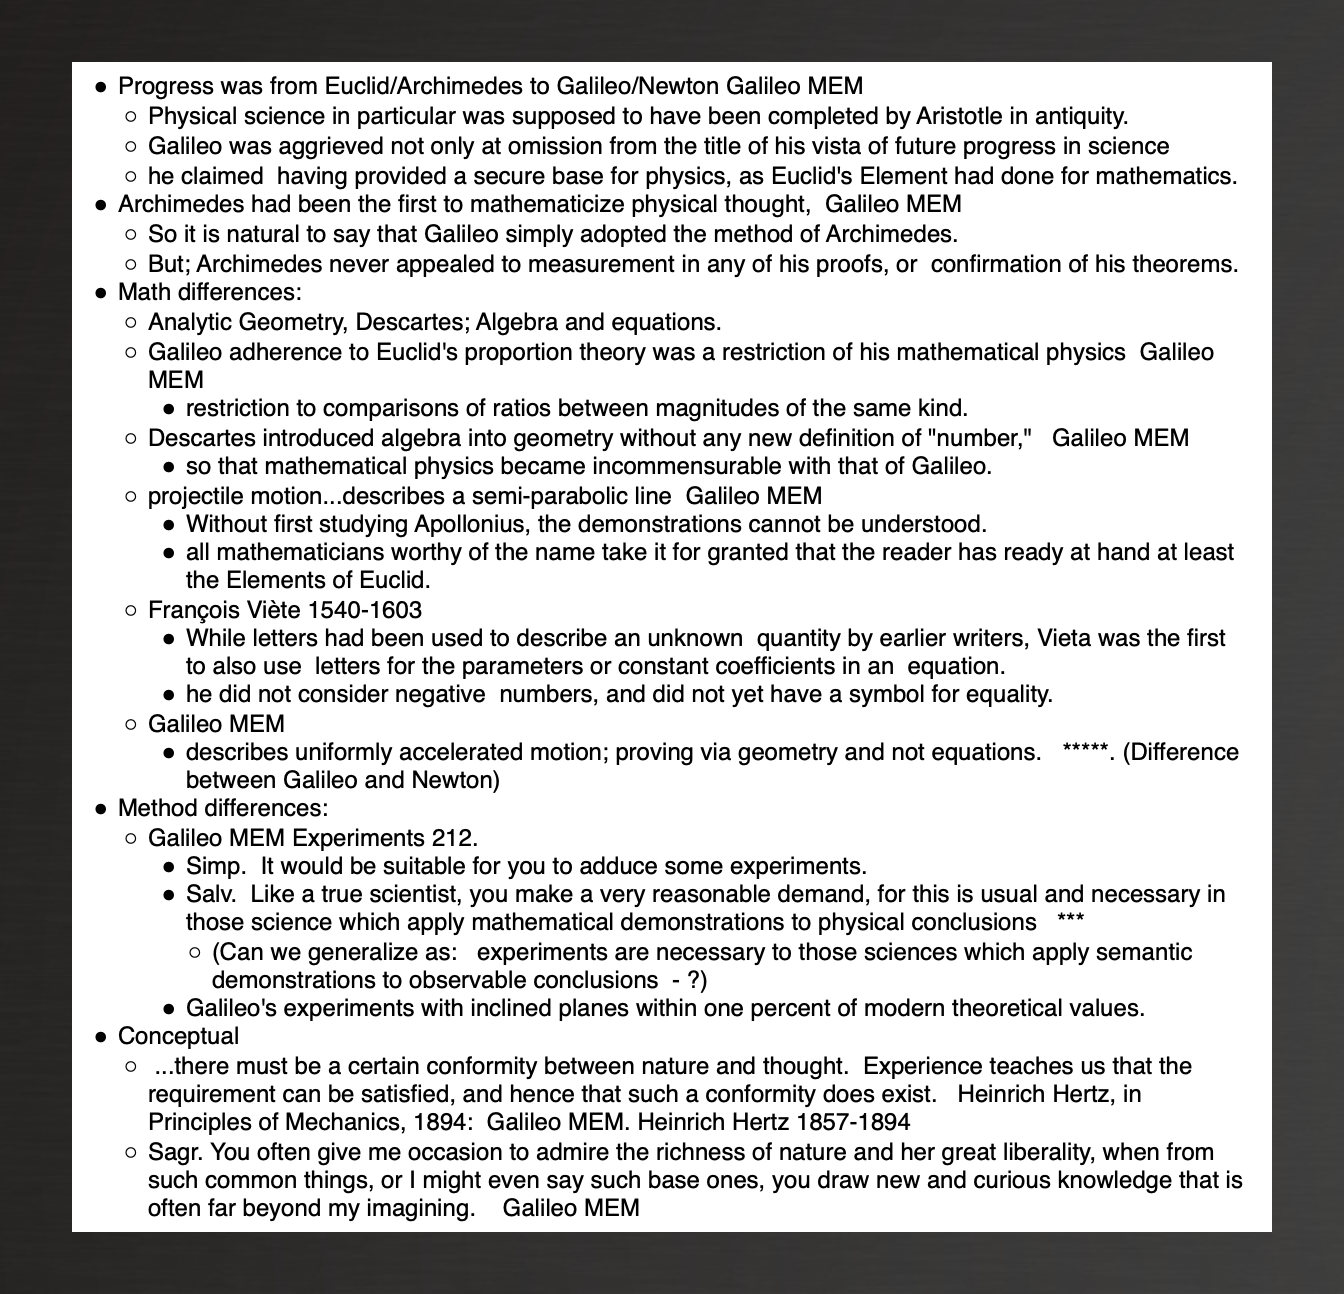 ● Progress was from Euclid/Archimedes to Galileo/Newton Galileo MEM
○ Physical science in particular was supposed to have been completed by Aristotle in antiquity.
○ Galileo was aggrieved not only at omission from the title of his vista of future progress in science
○ he claimed  having provided a secure base for physics, as Euclid's Element had done for mathematics.
● Archimedes had been the first to mathematicize physical thought,  Galileo MEM
○ So it is natural to say that Galileo simply adopted the method of Archimedes.
○ But; Archimedes never appealed to measurement in any of his proofs, or  confirmation of his theorems.
● Math differences:
○ Analytic Geometry, Descartes; Algebra and equations.
○ Galileo adherence to Euclid's proportion theory was a restriction of his mathematical physics  Galileo
MEM
● restriction to comparisons of ratios between magnitudes of the same kind.
○ Descartes introduced algebra into geometry without any new definition of "number,"   Galileo MEM
● so that mathematical physics became incommensurable with that of Galileo.
○ projectile motion...describes a semi-parabolic line  Galileo MEM
● Without first studying Apollonius, the demonstrations cannot be understood.
● all mathematicians worthy of the name take it for granted that the reader has ready at hand at least
the Elements of Euclid.
○ François Viète 1540-1603
● While letters had been used to describe an unknown  quantity by earlier writers, Vieta was the first
to also use  letters for the parameters or constant coefficients in an  equation.
● he did not consider negative  numbers, and did not yet have a symbol for equality.
○ Galileo MEM
● describes uniformly accelerated motion; proving via geometry and not equations.   *****. (Difference
between Galileo and Newton)
● Method differences:
○ Galileo MEM Experiments 212.
● Simp.  It would be suitable for you to adduce some experiments.
● Salv.  Like a true scientist, you make a very reasonable demand, for this is usual and necessary in
those science which apply mathematical demonstrations to physical conclusions   ***
○ (Can we generalize as:   experiments are necessary to those sciences which apply semantic
demonstrations to observable conclusions  - ?)
● Galileo's experiments with inclined planes within one percent of modern theoretical values.
● Conceptual
○ ...there must be a certain conformity between nature and thought.  Experience teaches us that the
requirement can be satisfied, and hence that such a conformity does exist.   Heinrich Hertz, in
Principles of Mechanics, 1894:  Galileo MEM. Heinrich Hertz 1857-1894
○ Sagr. You often give me occasion to admire the richness of nature and her great liberality, when from
such common things, or I might even say such base ones, you draw new and curious knowledge that is
often far beyond my imagining.    Galileo MEM